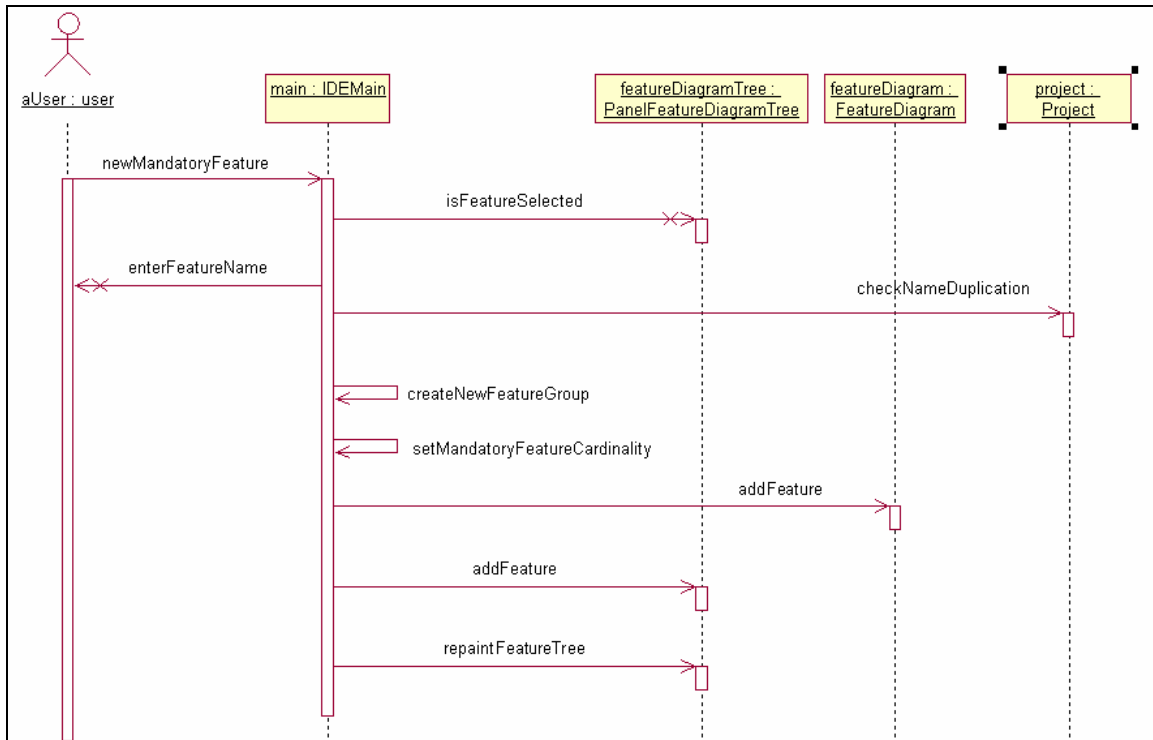 aUser : user
main : IDEMain
featureDiagramTree :
PanelFeatureDiagramTree
featureDiagram :
FeatureDiagram
project :
Project
newMandatoryFeature
isFeatureSelected
enterFeatureName
checkNameDuplication
createNewFeatureGroup
setMandatoryFeatureCardinality
addFeature
addFeature
repaintFeatureTree